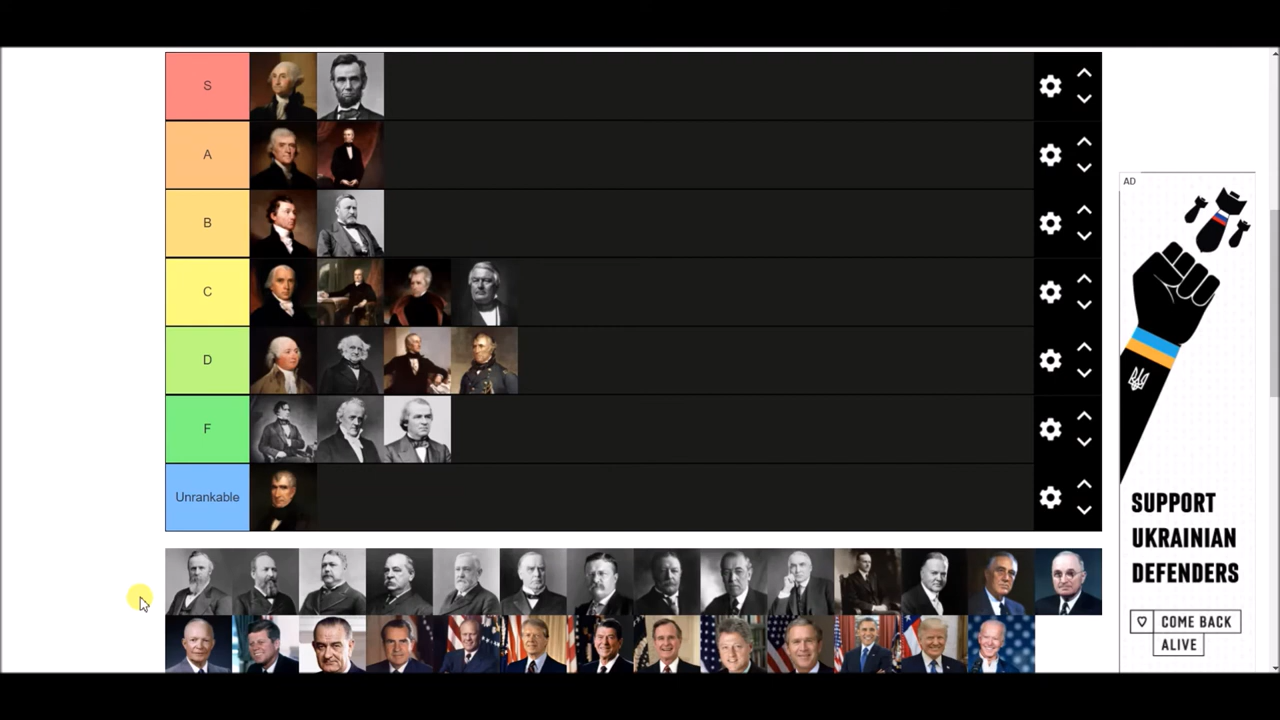 S
A
B
C
D
F
Unrankable
AD
SUPPORT
UKRAINIAN
DEFENDERS
COME BACK
ALIVE